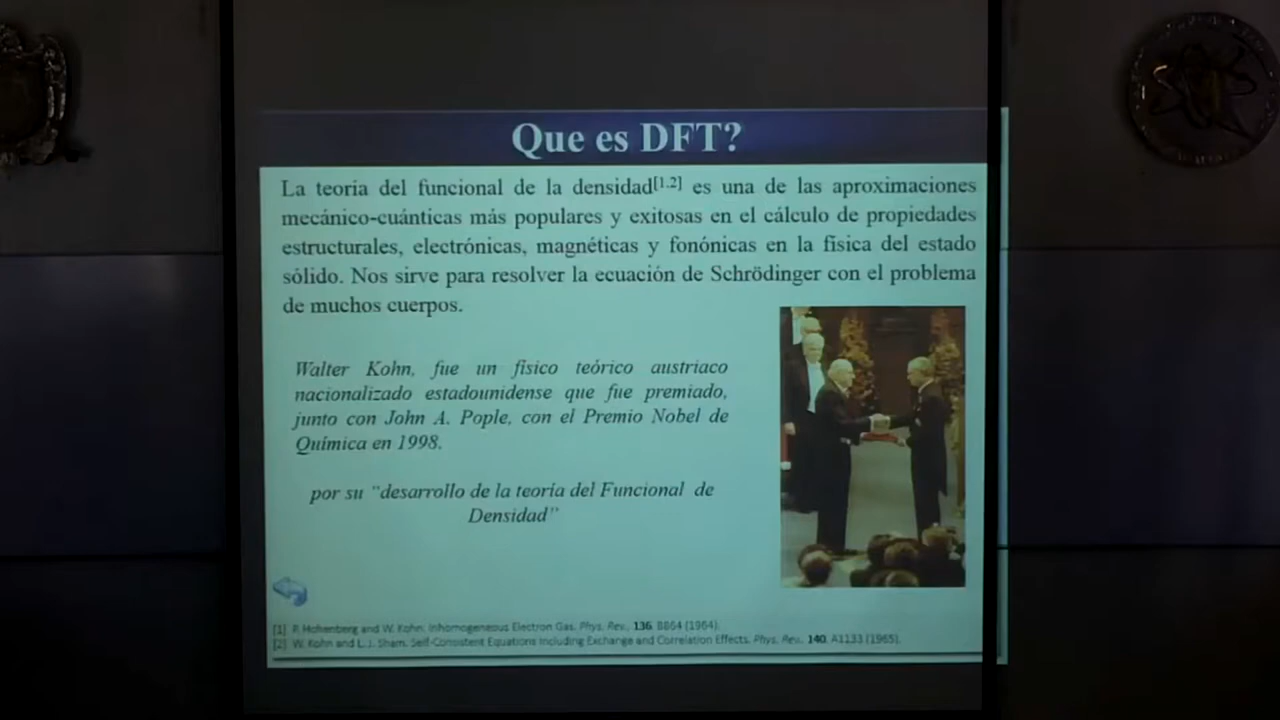 Que es DFT?
La teoría del funcional de la densidad[1.2] es una de las aproximaciones
mecánico-cuánticas más populares y exitosas en el cálculo de propiedades
estructurales, electrónicas, magnéticas y fonónicas en la física del estado
sólido. Nos sirve para resolver la ecuación de Schrödinger con el problema
de muchos cuerpos.
Walter Kohn, fue un físico teórico austriaco
nacionalizado estadounidense que fue premiado,
junto con John A. Pople, con el Premio Nobel de
Química en 1998.
por su "desarrollo de la teoría del Funcional de
Densidad"
[1] P. Hohenberg and W. Kohn. Inhomogeneous Electron Gas. Phys. Rev., 136, B864 (1964).
[2] W. Kohn and L. J. Sham. Self-Consistent Equations Including Exchange and Correlation Effects. Phys. Rev. 140, A1133 (1965).